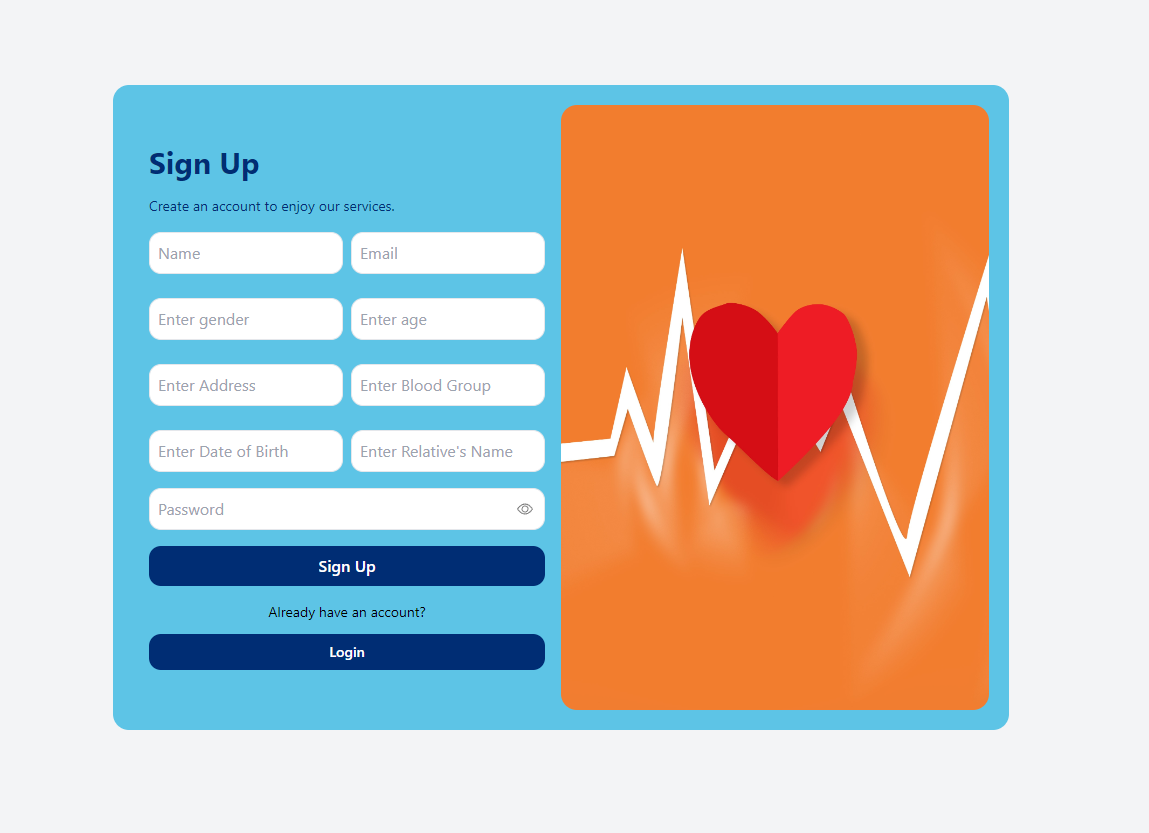 Sign Up
Create an account to enjoy our services.
Name
Email
Enter gender
Enter age
Enter Address
Enter Blood Group
Enter Date of Birth
Enter Relative's Name
Password
Sign Up
Already have an account?
Login